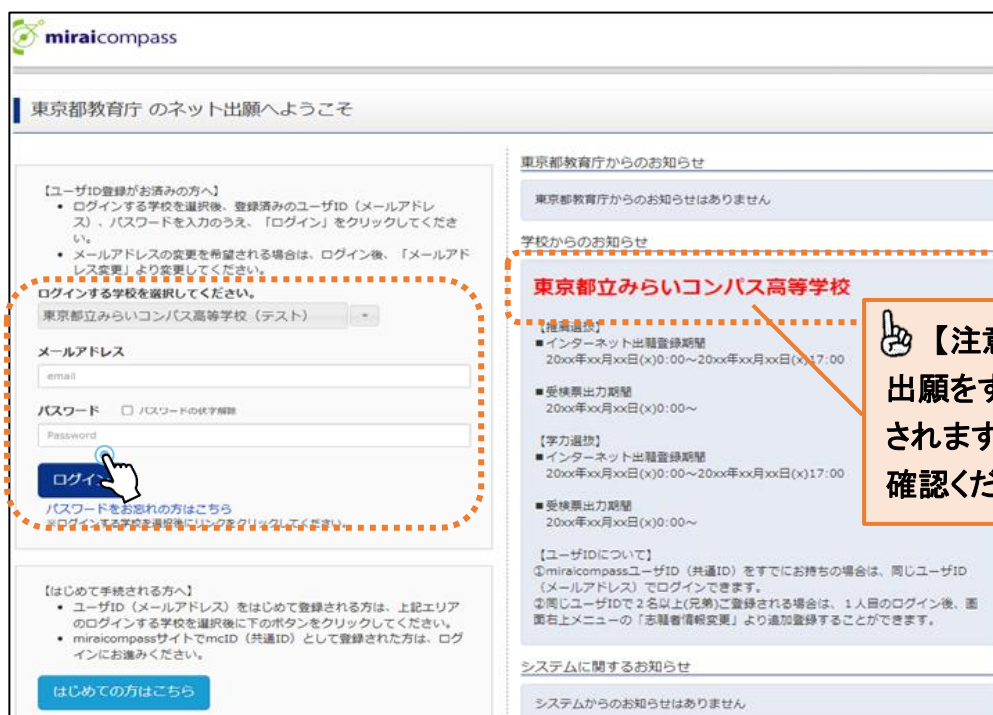 miraicompass
東京都教育庁 のネット出願へようこそ
【ユーザID登録がお済みの方へ】
• ログインする学校を選択後、登録済みのユーザID（メールアドレ
ス）、パスワードを入力のうえ、「ログイン」をクリックしてくださ
い。
• メールアドレスの変更を希望される場合は、ログイン後、「メールアド
レス変更」より変更してください。
ログインする学校を選択してください。
東京都立みらいコンパス高等学校（テスト）
メールアドレス
email
パスワード □ パスワードの伏字解除
Password
ログイン
パスワードをお忘れの方はこちら
※ログインする学校を選択後にリンクをクリックしてください。
【はじめて手続される方へ】
• ユーザID（メールアドレス）をはじめて登録される方は、上記エリア
のログインする学校を選択後に下のボタンをクリックしてください。
• miraicompassサイトでmcID（共通ID）として登録された方は、ログ
インにお進みください。
はじめての方はこちら
東京都教育庁からのお知らせ
東京都教育庁からのお知らせはありません
学校からのお知らせ
東京都立みらいコンパス高等学校
【推薦選抜】
■インターネット出願登録期間
20xx年xx月xx日(x)0:00～20xx年xx月xx日(x)17:00
■受検票出力期間
20xx年xx月xx日(x)0:00～
【学力選抜】
■インターネット出願登録期間
20xx年xx月xx日(x)0:00～20xx年xx月xx日(x)17:00
■受検票出力期間
20xx年xx月xx日(x)0:00～
【ユーザIDについて】
①miraicompassユーザID（共通ID）をすでにお持ちの場合は、同じユーザID
（メールアドレス）でログインできます。
②同じユーザIDで２名以上(兄弟)ご登録される場合は、１人目のログイン後、画
面右上メニューの「志願者情報変更」より追加登録することができます。
システムに関するお知らせ
システムからのお知らせはありません
【注意
出願をす
されます
確認くだ